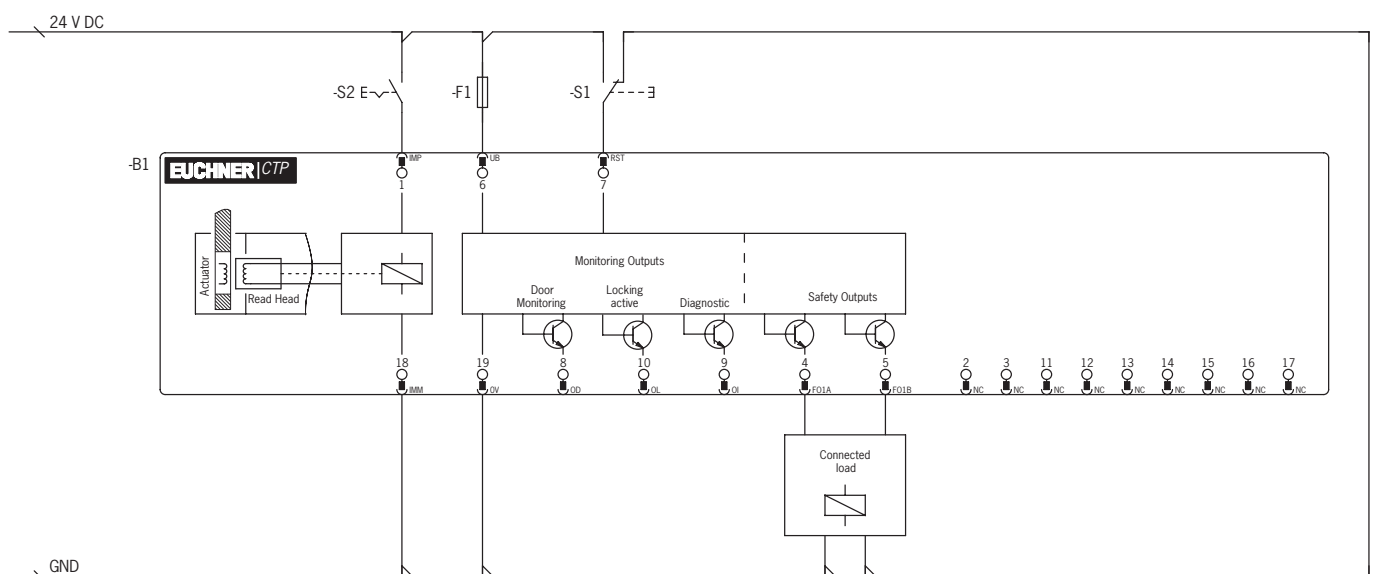 24 V DC
-S2
-F1
-S1
-B1
EUCHNER CTP
IMP
UB
RST
1
6
7
Actuator
Read Head
Monitoring Outputs
Door
Monitoring
Locking
active
Diagnostic
Safety Outputs
18
19
8
10
9
4
5
2
3
11
12
13
14
15
16
17
IMM
0V
OD
OL
OI
FO1A
FO1B
NC
NC
NC
NC
NC
NC
NC
NC
NC
Connected
load
GND